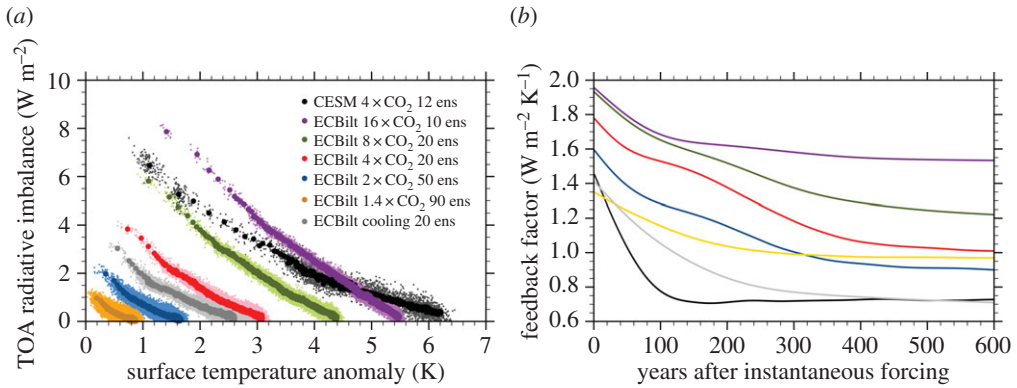 (a)
(b)
TOA radiative imbalance (W m⁻²)
10
8
6
4
2
0
CESM 4 × CO₂ 12 ens
ECBilt 16 × CO₂ 10 ens
ECBilt 8 × CO₂ 20 ens
ECBilt 4 × CO₂ 20 ens
ECBilt 2 × CO₂ 50 ens
ECBilt 1.4 × CO₂ 90 ens
ECBilt cooling 20 ens
0 1 2 3 4 5 6 7
surface temperature anomaly (K)
feedback factor (W m⁻² K⁻¹)
2.0
1.8
1.6
1.4
1.2
1.0
0.8
0.6
0 100 200 300 400 500 600
years after instantaneous forcing